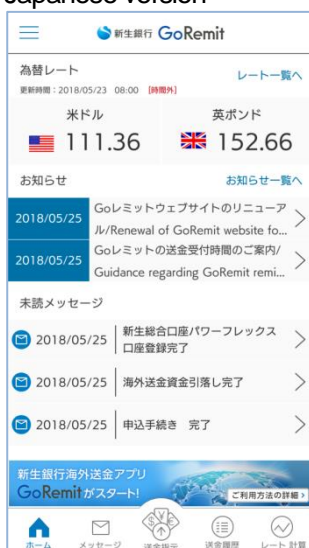 Japanese version
新生銀行 GoRemit
為替レート
レート一覧へ
更新時間:2018/05/23 08:00 [時間外]
米ドル
英ポンド
111.36
152.66
お知らせ
お知らせ一覧へ
2018/05/25
Goレミットウェブサイトのリニューア
ル/Renewal of GoRemit website fo...
2018/05/25
Goレミットの送金受付時間のご案内/
Guidance regarding GoRemit remi...
未読メッセージ
2018/05/25
新生総合口座パワーフレックス
口座登録完了
2018/05/25
海外送金資金引落し完了
2018/05/25
申込手続き 完了
新生銀行海外送金アプリ
GoRemitがスタート!
ご利用方法の詳細
ホーム
メッセージ
送金指示
送金履歴
レート計算